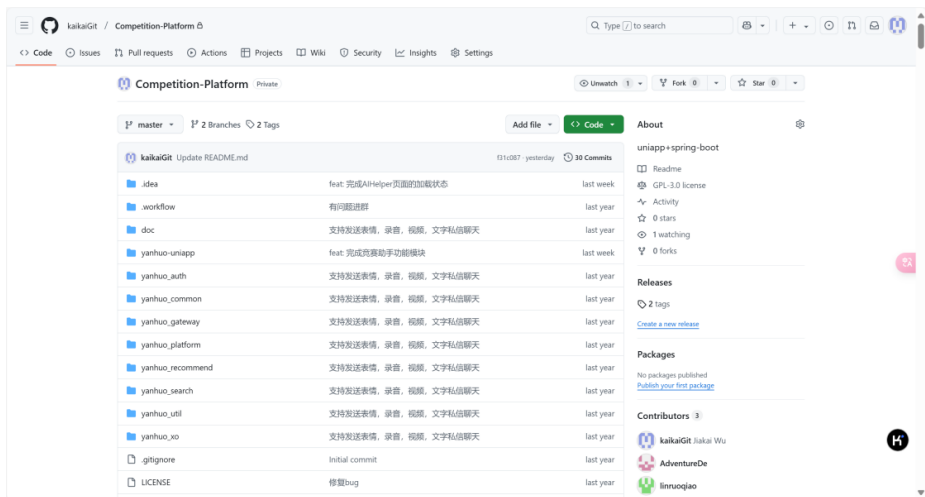 kaikaiGit / Competition-Platform
Type / to search
Code Issues Pull requests Actions Projects Wiki Security Insights Settings
Competition-Platform Private
Unwatch 1 Fork 0 Star 0
master 2 Branches 2 Tags Add file Code
kaikaiGit Update README.md f31c087 · yesterday 30 Commits
.idea feat: 完成AIHelper页面的加载状态 last week
.workflow 有问题进群 last year
doc 支持发送表情，录音，视频，文字私信聊天 last year
yanhuo-uniapp feat: 完成竞赛助手功能模块 last week
yanhuo_auth 支持发送表情，录音，视频，文字私信聊天 last year
yanhuo_common 支持发送表情，录音，视频，文字私信聊天 last year
yanhuo_gateway 支持发送表情，录音，视频，文字私信聊天 last year
yanhuo_platform 支持发送表情，录音，视频，文字私信聊天 last year
yanhuo_recommend 支持发送表情，录音，视频，文字私信聊天 last year
yanhuo_search 支持发送表情，录音，视频，文字私信聊天 last year
yanhuo_util 支持发送表情，录音，视频，文字私信聊天 last year
yanhuo_xo 支持发送表情，录音，视频，文字私信聊天 last year
.gitignore Initial commit last year
LICENSE 修复bug last year
About
uniapp+spring-boot
Readme
GPL-3.0 license
Activity
0 stars
1 watching
0 forks
Releases
2 tags
Create a new release
Packages
No packages published
Publish your first package
Contributors 3
kaikaiGit Jiakai Wu
AdventureDe
linruoqiao
K